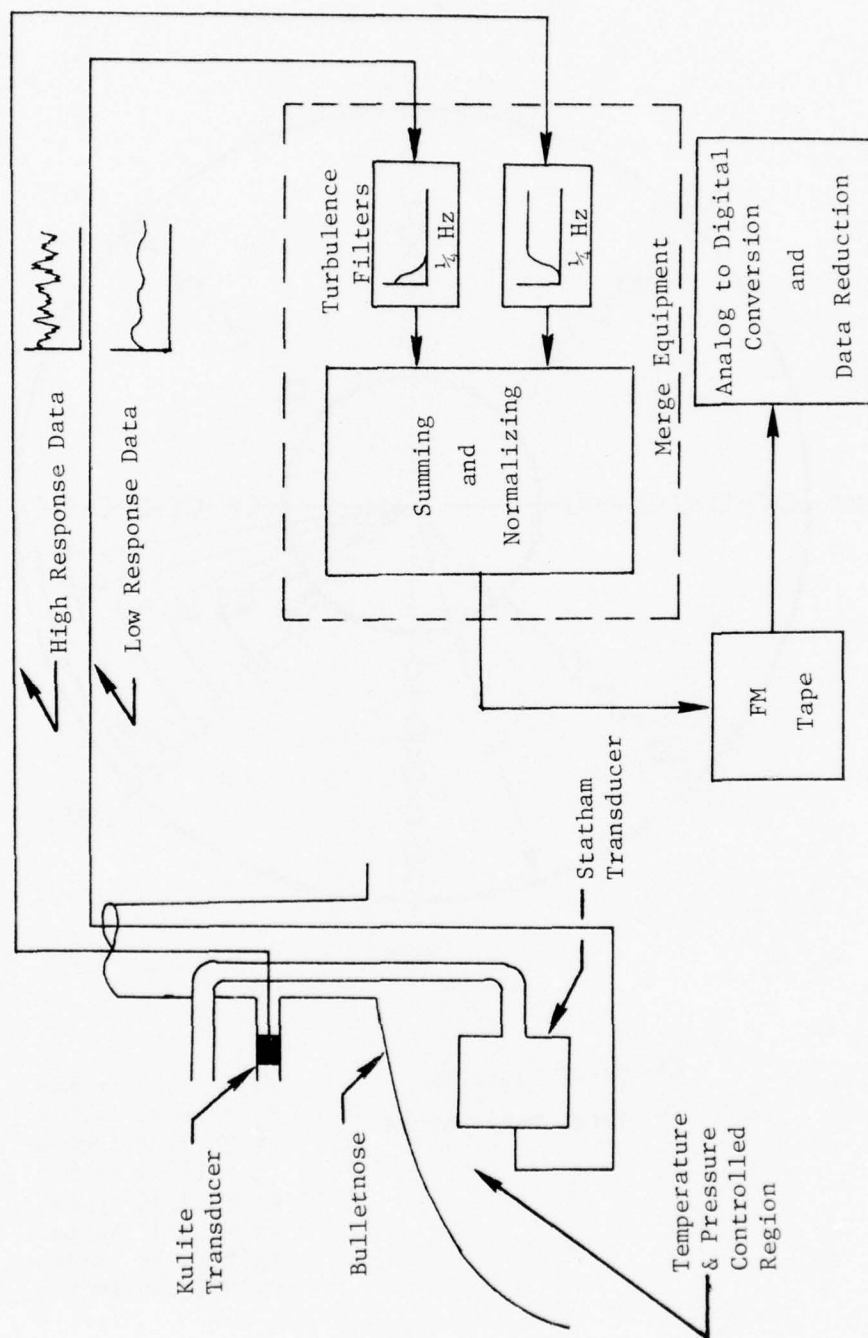 High Response Data
Low Response Data
Turbulence
Filters
¼ Hz
¼ Hz
Summing
and
Normalizing
Merge Equipment
Analog to Digital
Conversion
and
Data Reduction
FM
Tape
Kulite
Transducer
Bulletnose
Statham
Transducer
Temperature
& Pressure
Controlled
Region